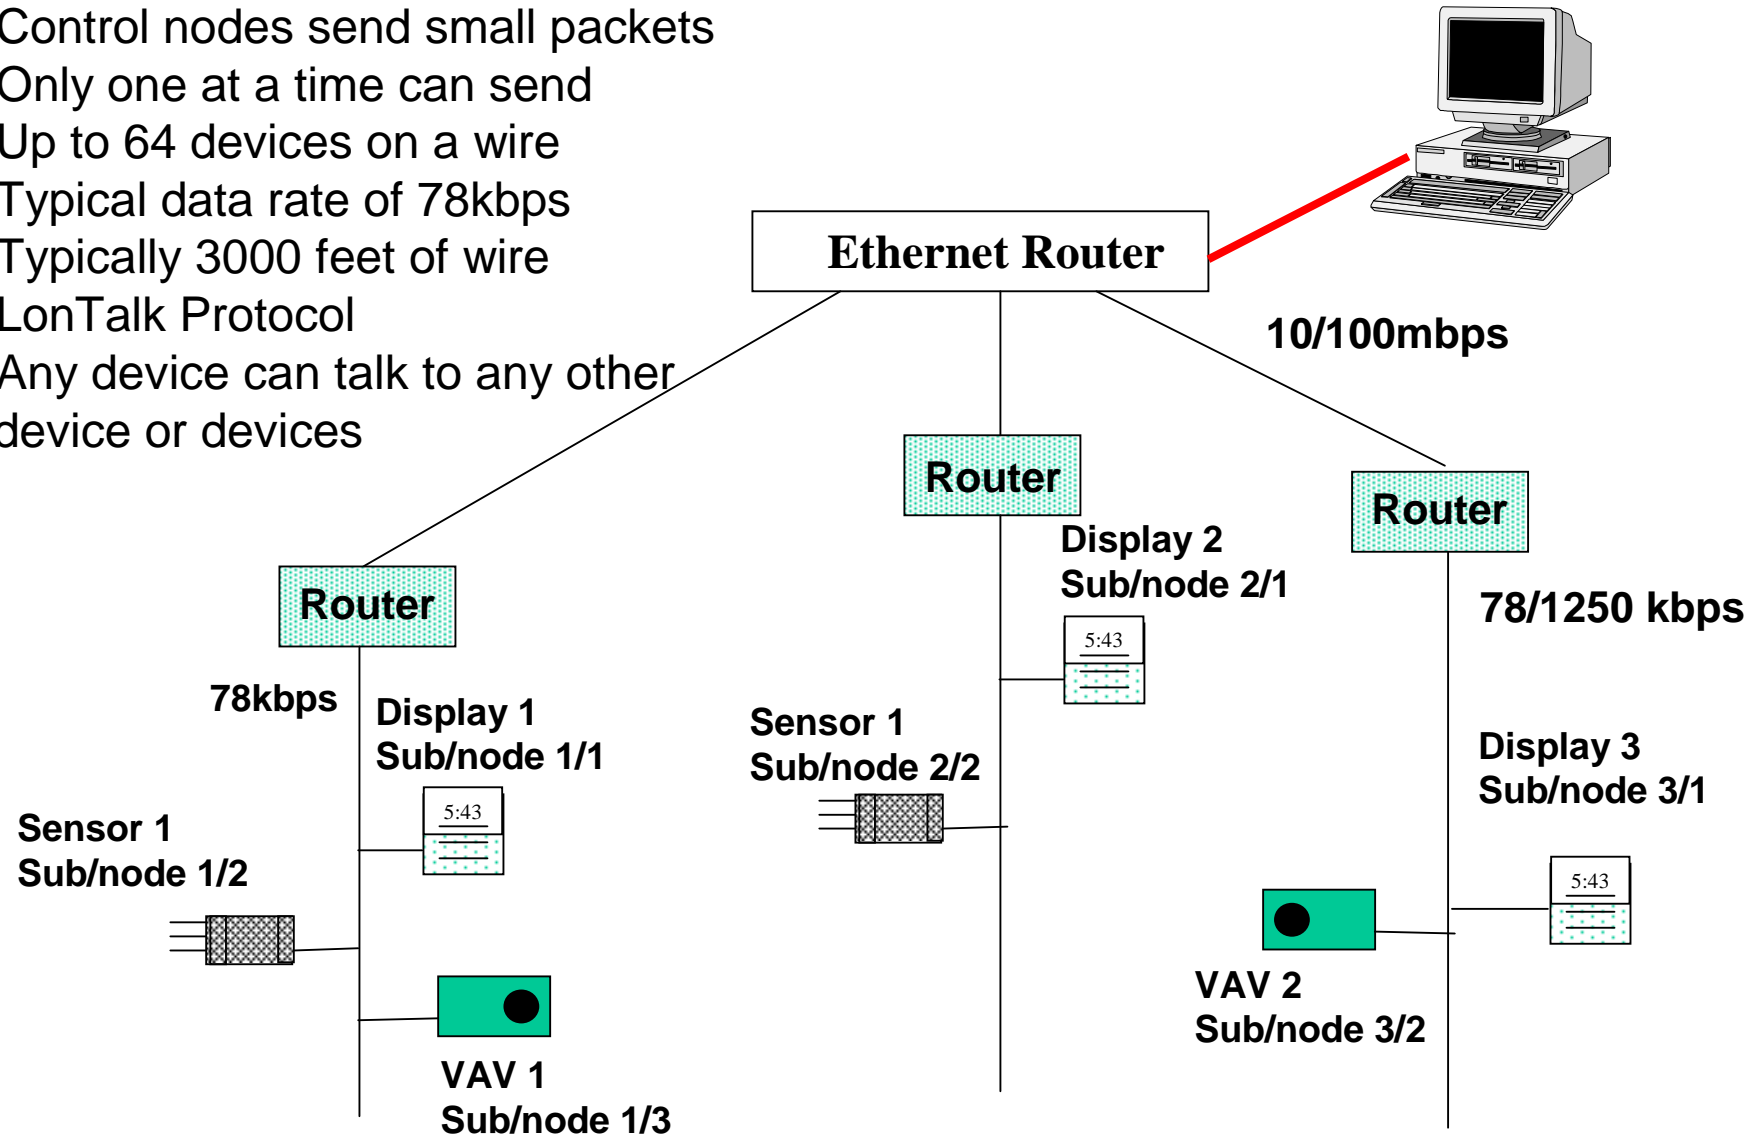 Control nodes send small packets
Only one at a time can send
Up to 64 devices on a wire
Typical data rate of 78kbps
Typically 3000 feet of wire
LonTalk Protocol
Any device can talk to any other
device or devices
Ethernet Router
10/100mbps
Router
Router
Router
Display 2
Sub/node 2/1
5:43
78/1250 kbps
78kbps
Display 1
Sub/node 1/1
5:43
Sensor 1
Sub/node 2/2
Display 3
Sub/node 3/1
5:43
Sensor 1
Sub/node 1/2
VAV 2
Sub/node 3/2
VAV 1
Sub/node 1/3